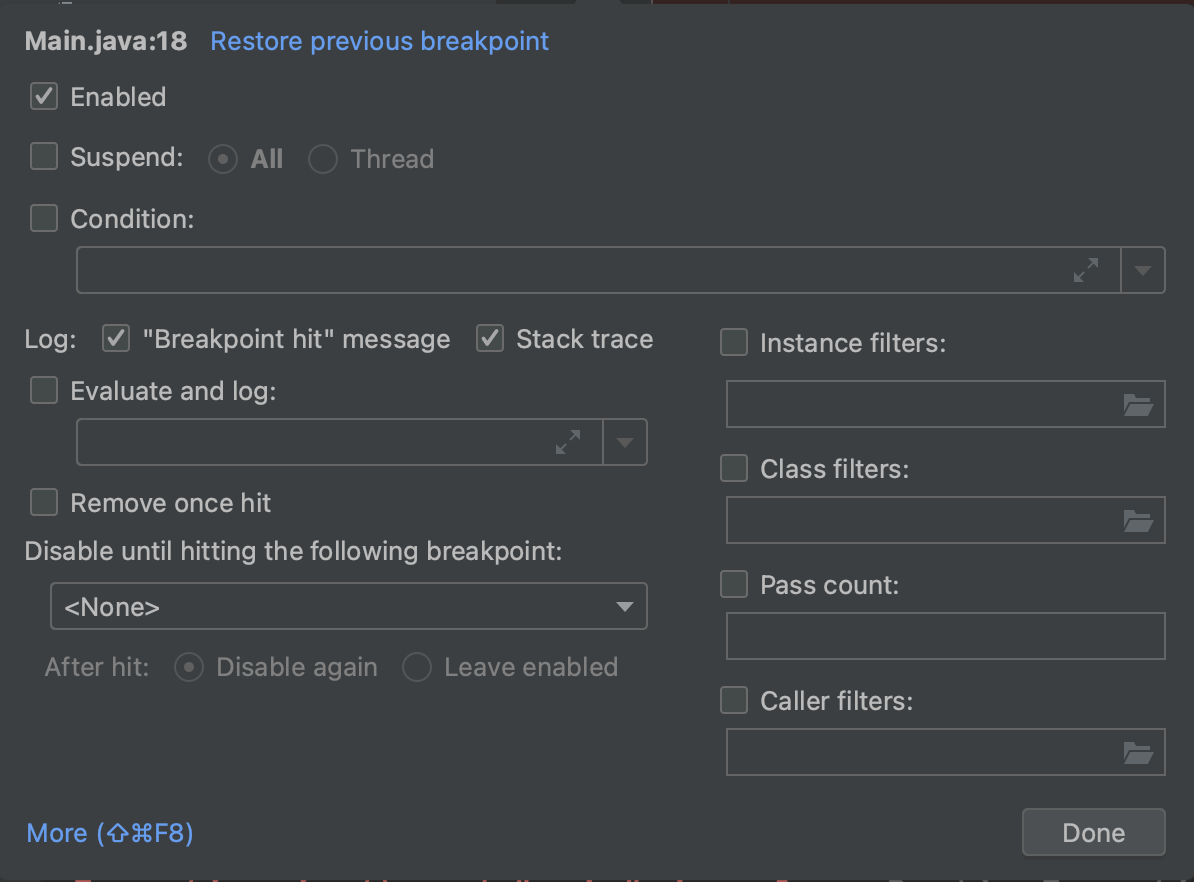 Main.java:18 Restore previous breakpoint
Enabled
Suspend: All Thread
Condition:
Log: "Breakpoint hit" message Stack trace
Evaluate and log:
Remove once hit
Disable until hitting the following breakpoint:
<None>
After hit: Disable again Leave enabled
Instance filters:
Class filters:
Pass count:
Caller filters:
More (⇧⌘F8)
Done